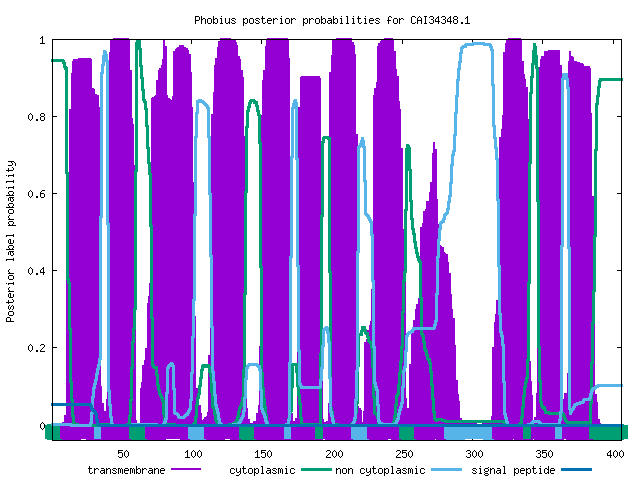 Phobius posterior probabilities for CAI34348.1
1
0.8
0.6
0.4
0.2
0
Posterior label probability
50 100 150 200 250 300 350 400
transmembrane cytoplasmic non cytoplasmic signal peptide